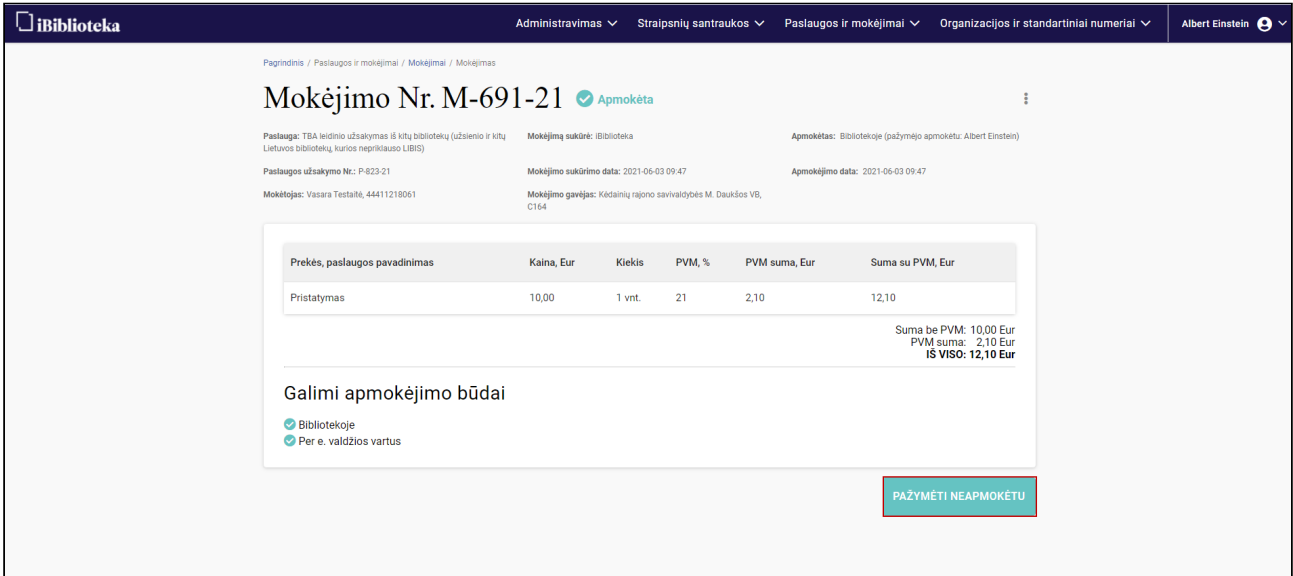 iBiblioteka Administravimas Straipsnių santraukos Paslaugos ir mokėjimai Organizacijos ir standartiniai numeriai Albert Einstein
Pagrindinis / Paslaugos ir mokėjimai / Mokėjimai / Mokėjimas
Mokėjimo Nr. M-691-21 Apmokėta
Paslauga: TBA leidinio užsakymas iš kitų bibliotekų (užsienio ir kitų
Lietuvos bibliotekų, kurios nepriklauso LIBIS)
Mokėjimą sukūrė: iBiblioteka
Apmokėtas: Bibliotekoje (pažymėjo apmokėtu: Albert Einstein)
Paslaugos užsakymo Nr.: P-823-21
Mokėjimo sukūrimo data: 2021-06-03 09:47
Apmokėjimo data: 2021-06-03 09:47
Mokėtojas: Vasara Testaitė, 44411218061
Mokėjimo gavėjas: Kėdainių rajono savivaldybės M. Daukšos VB,
C164
Prekės, paslaugos pavadinimas Kaina, Eur Kiekis PVM, % PVM suma, Eur Suma su PVM, Eur
Pristatymas 10,00 1 vnt. 21 2,10 12,10
Suma be PVM: 10,00 Eur
PVM suma: 2,10 Eur
IŠ VISO: 12,10 Eur
Galimi apmokėjimo būdai
Bibliotekoje
Per e. valdžios vartus
PAŽYMĖTI NEAPMOKĖTU